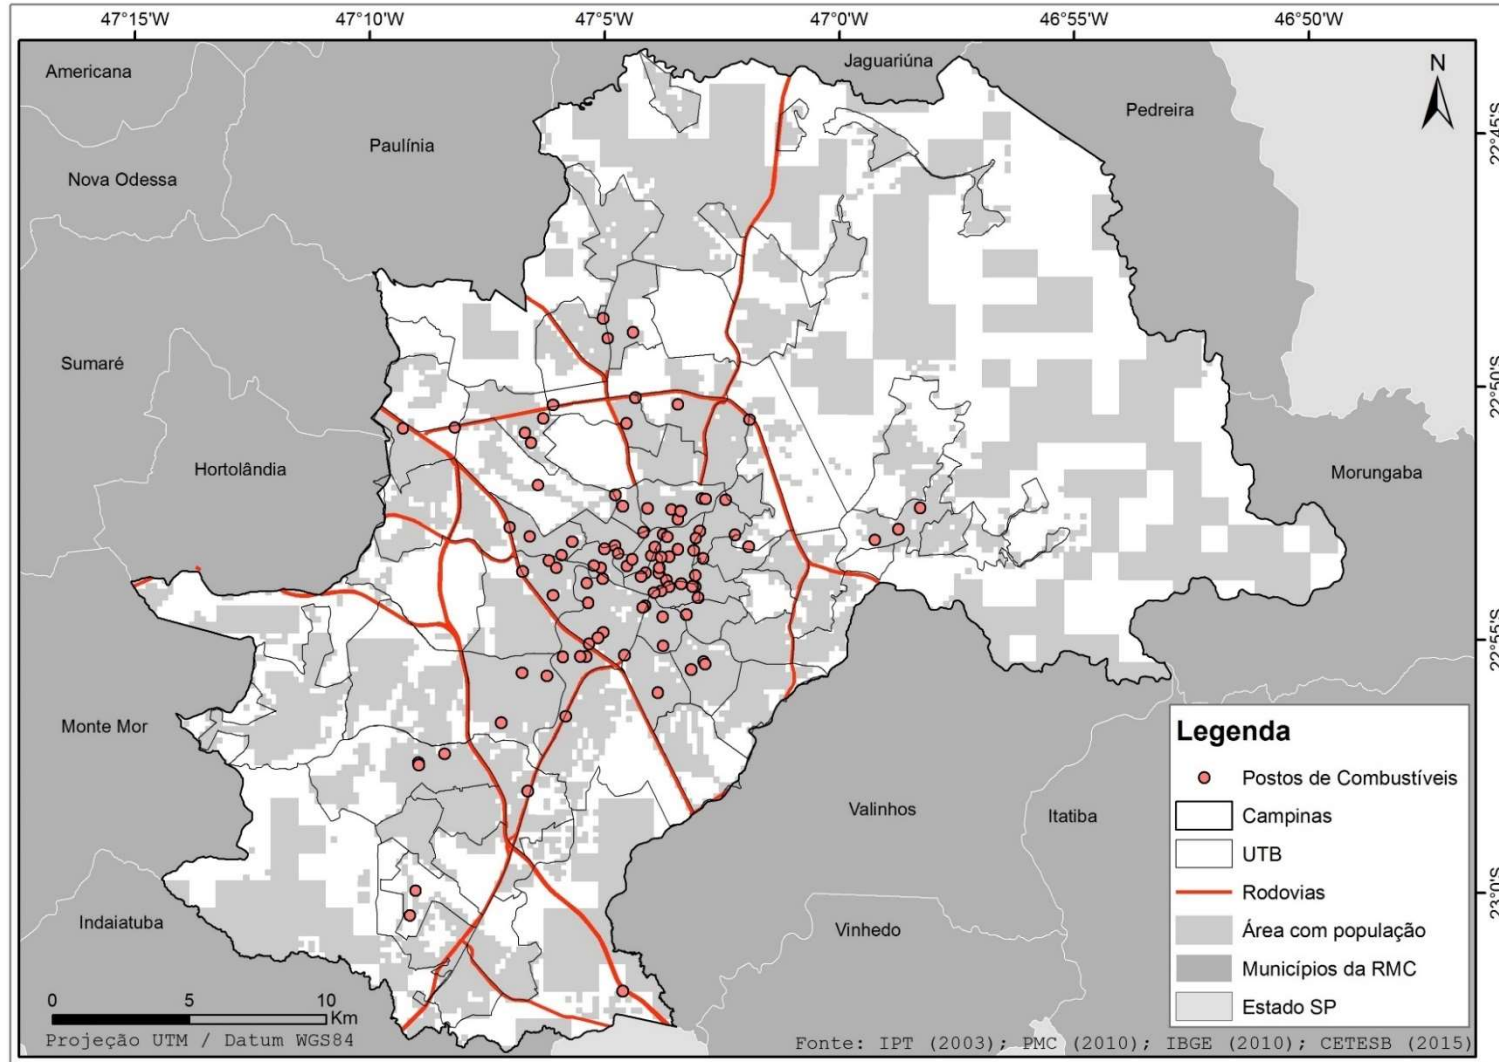 47°15'W
47°10'W
47°5'W
47°0'W
46°55'W
46°50'W
Americana
Jaguariúna
N
Pedreira
22°45'S
Paulínia
Nova Odessa
Sumaré
22°50'S
Hortolândia
Morungaba
22°55'S
Monte Mor
Legenda
Postos de Combustíveis
Valinhos
Itatiba
Campinas
UTB
Rodovias
23°0'S
Indaiatuba
Vinhedo
Área com população
Municípios da RMC
0 5 10
Km
Estado SP
Projeção UTM / Datum WGS84
Fonte: IPT (2003); PMC (2010); IBGE (2010); CETESB (2015)